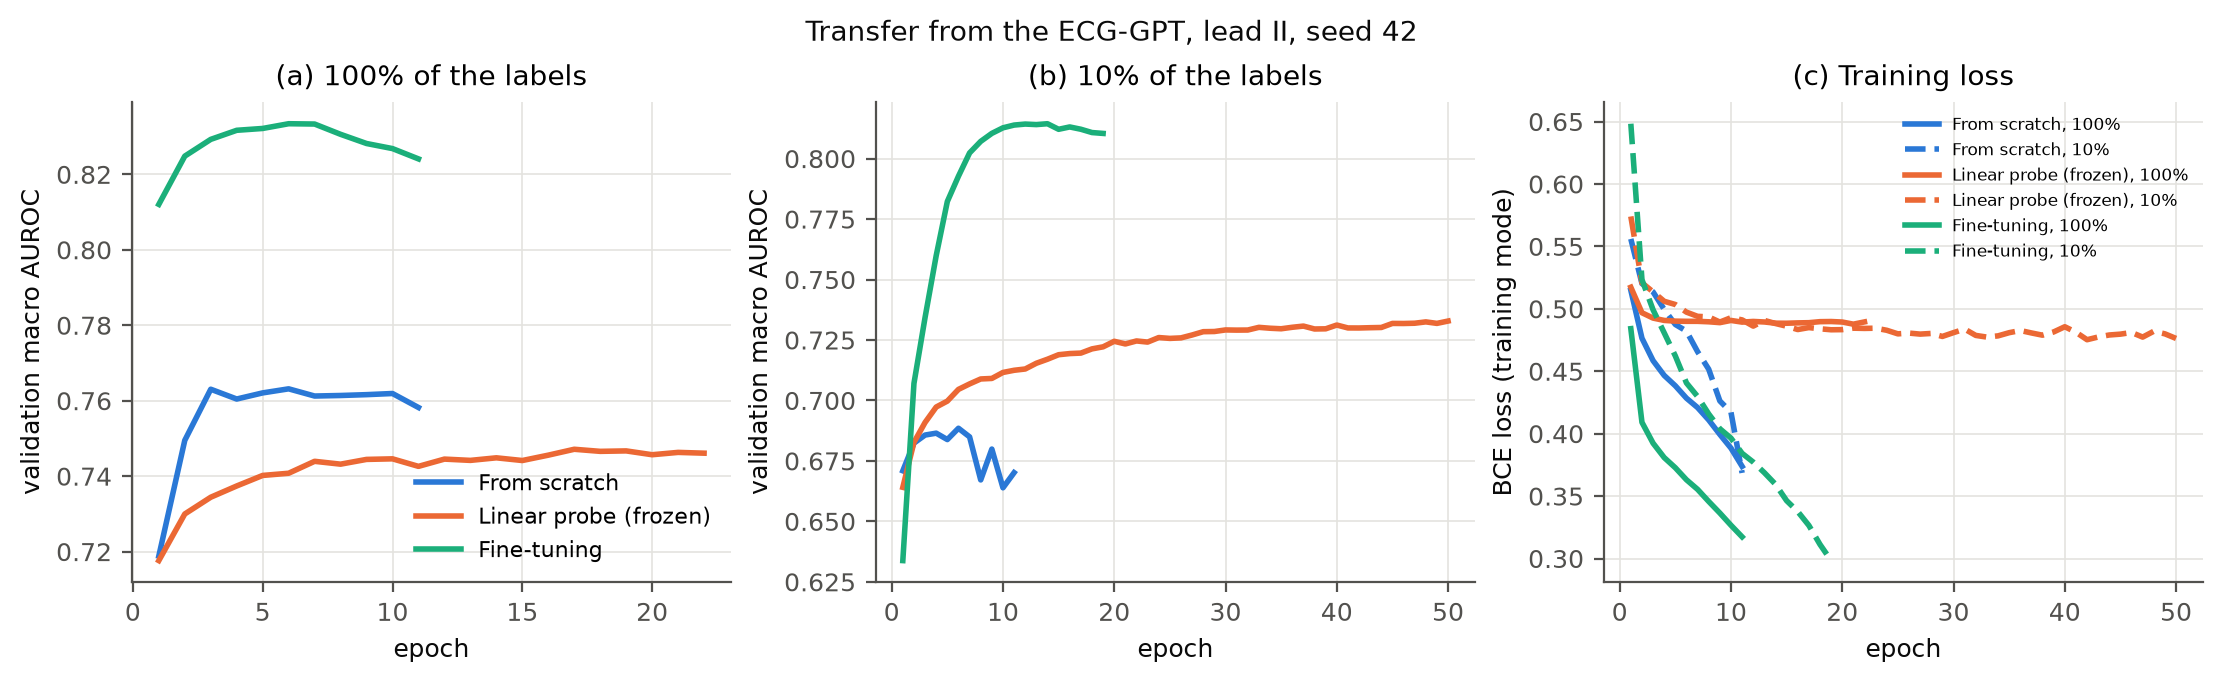 Transfer from the ECG-GPT, lead II, seed 42
(a) 100% of the labels
validation macro AUROC
0.82
0.80
0.78
0.76
0.74
0.72
0
5
10
15
20
epoch
From scratch
Linear probe (frozen)
Fine-tuning
(b) 10% of the labels
validation macro AUROC
0.800
0.775
0.750
0.725
0.700
0.675
0.650
0.625
0
10
20
30
40
50
epoch
(c) Training loss
BCE loss (training mode)
0.65
0.60
0.55
0.50
0.45
0.40
0.35
0.30
0
10
20
30
40
50
epoch
From scratch, 100%
From scratch, 10%
Linear probe (frozen), 100%
Linear probe (frozen), 10%
Fine-tuning, 100%
Fine-tuning, 10%